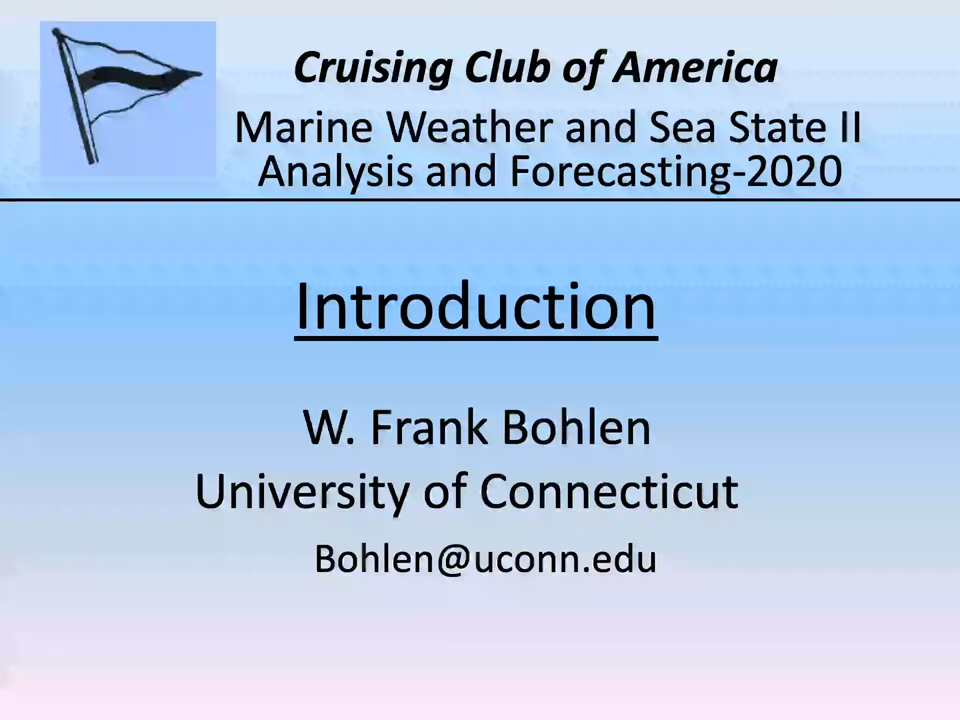 Cruising Club of America
Marine Weather and Sea State II
Analysis and Forecasting-2020
Introduction
W. Frank Bohlen
University of Connecticut
Bohlen@uconn.edu